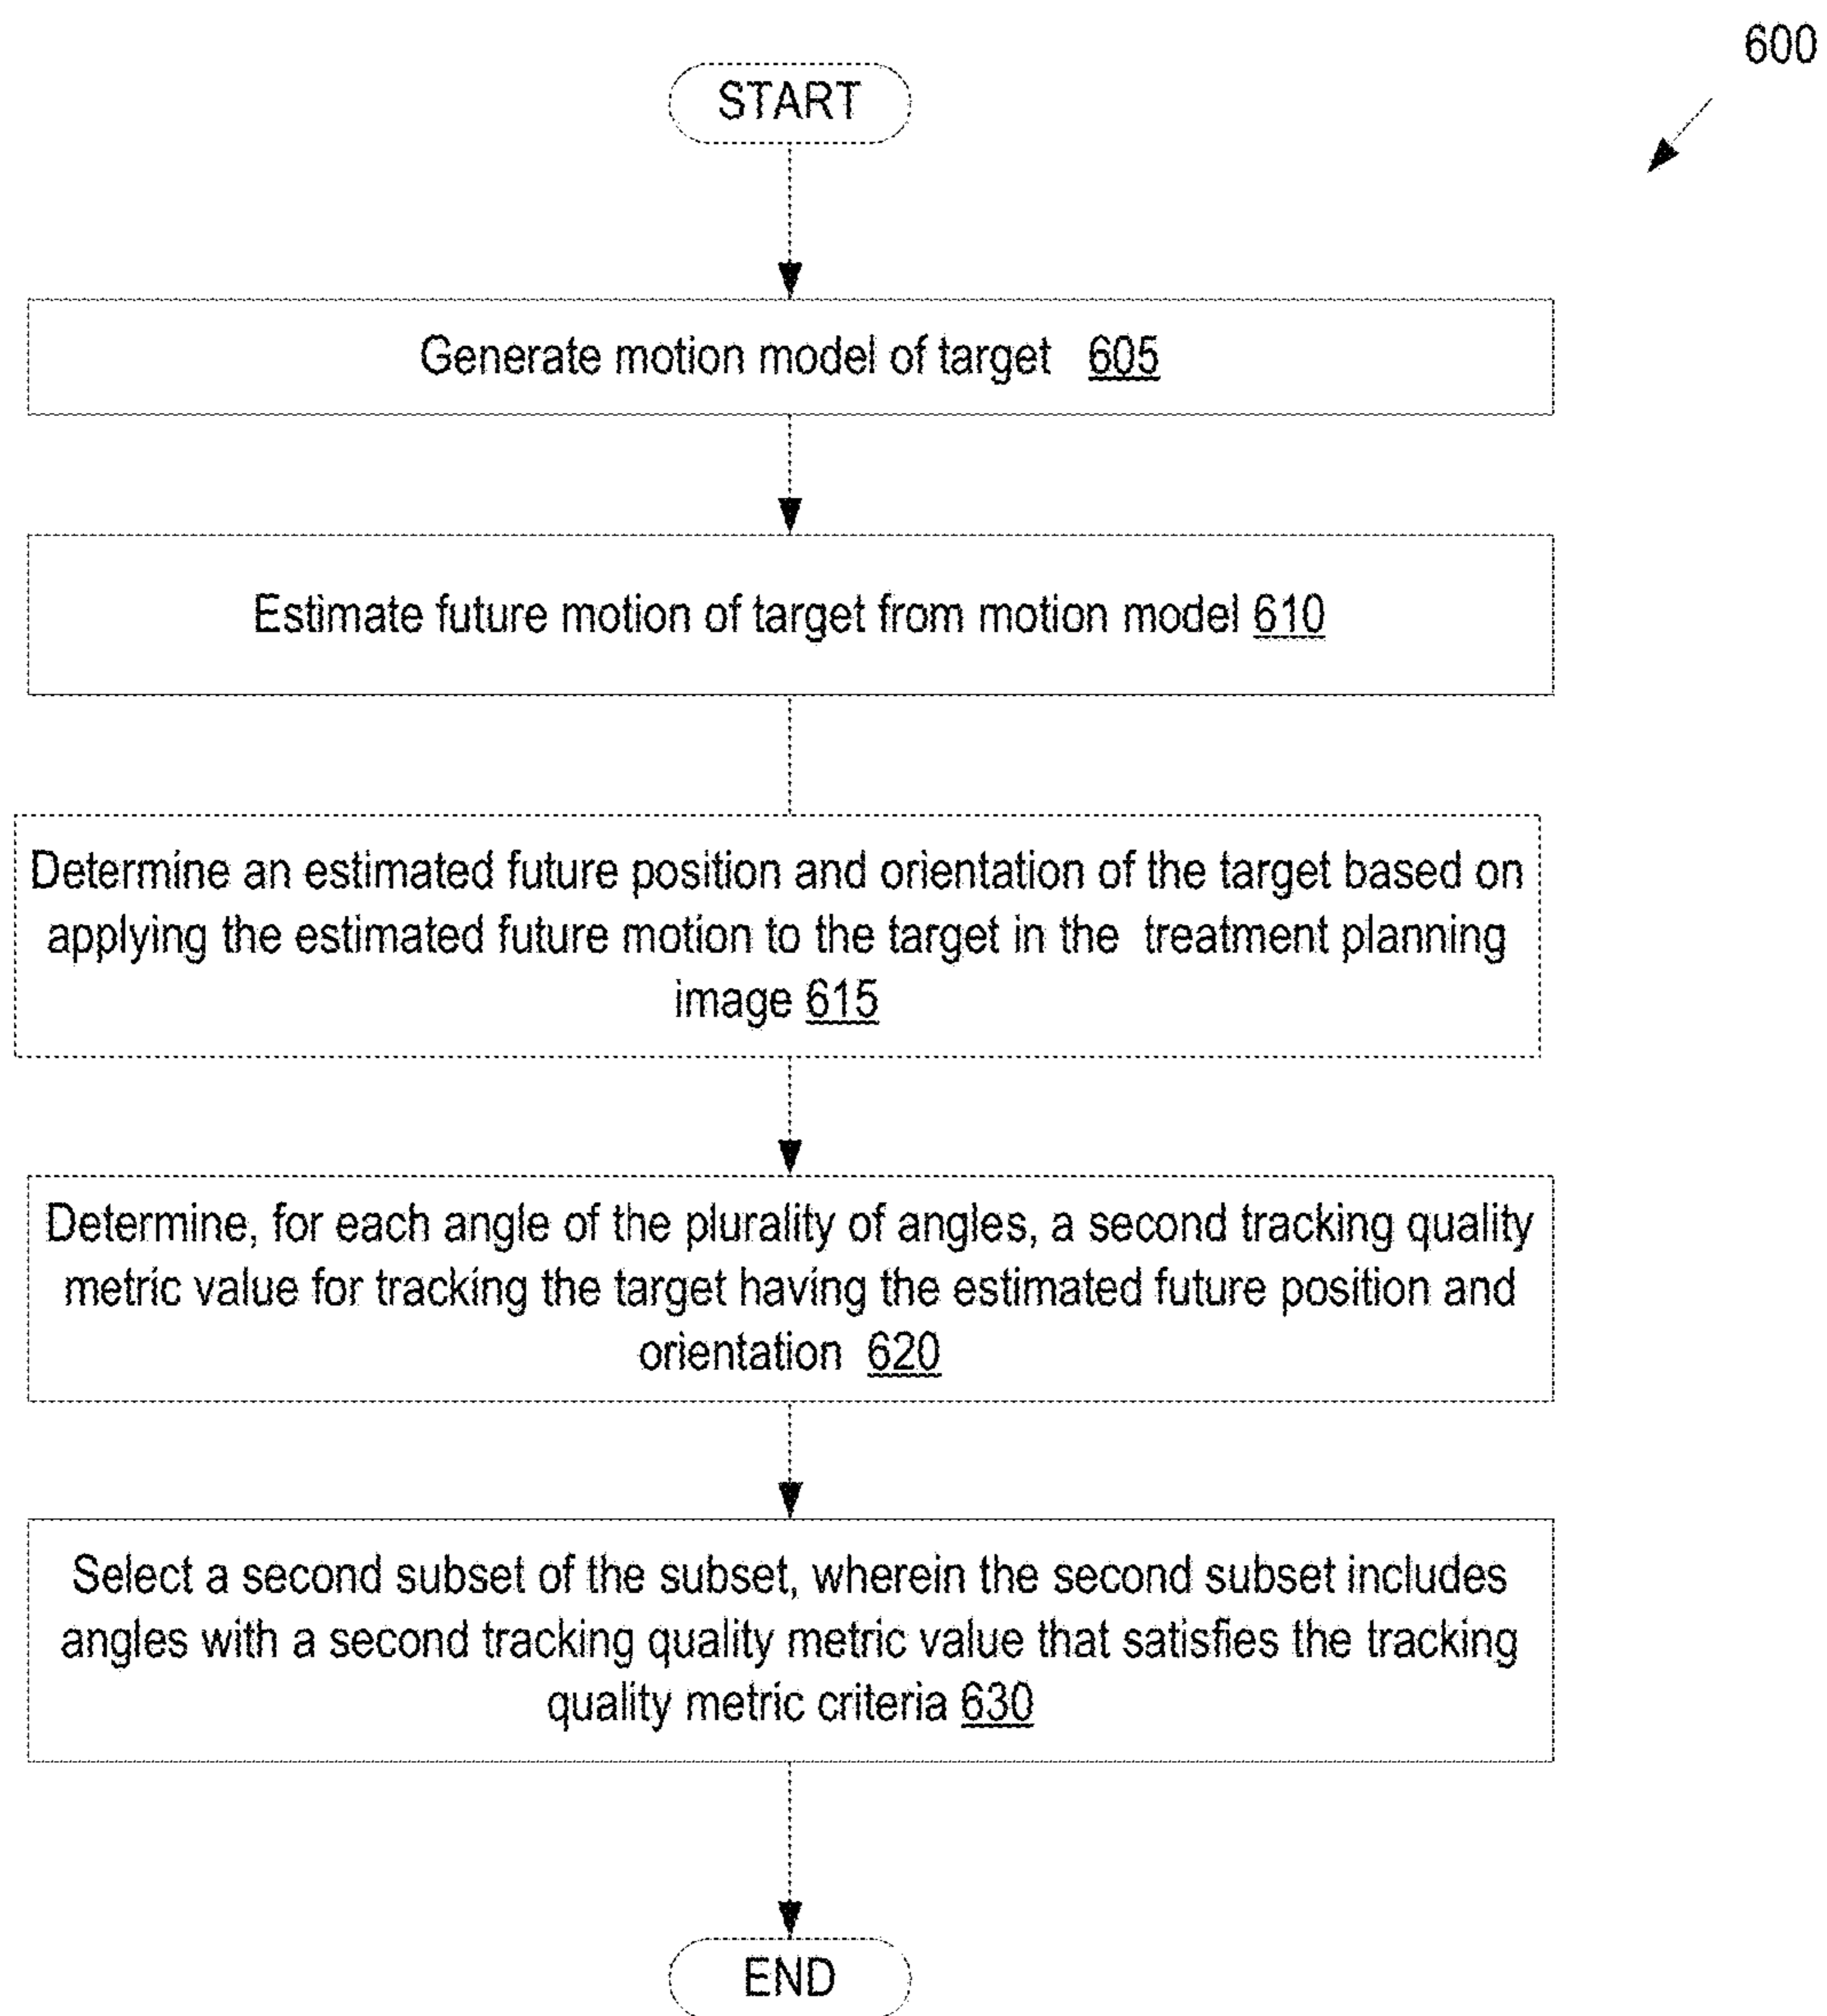 600
START
Generate motion model of target 605
Estimate future motion of target from motion model 610
Determine an estimated future position and orientation of the target based on
applying the estimated future motion to the target in the treatment planning
image 615
Determine, for each angle of the plurality of angles, a second tracking quality
metric value for tracking the target having the estimated future position and
orientation 620
Select a second subset of the subset, wherein the second subset includes
angles with a second tracking quality metric value that satisfies the tracking
quality metric criteria 630
END